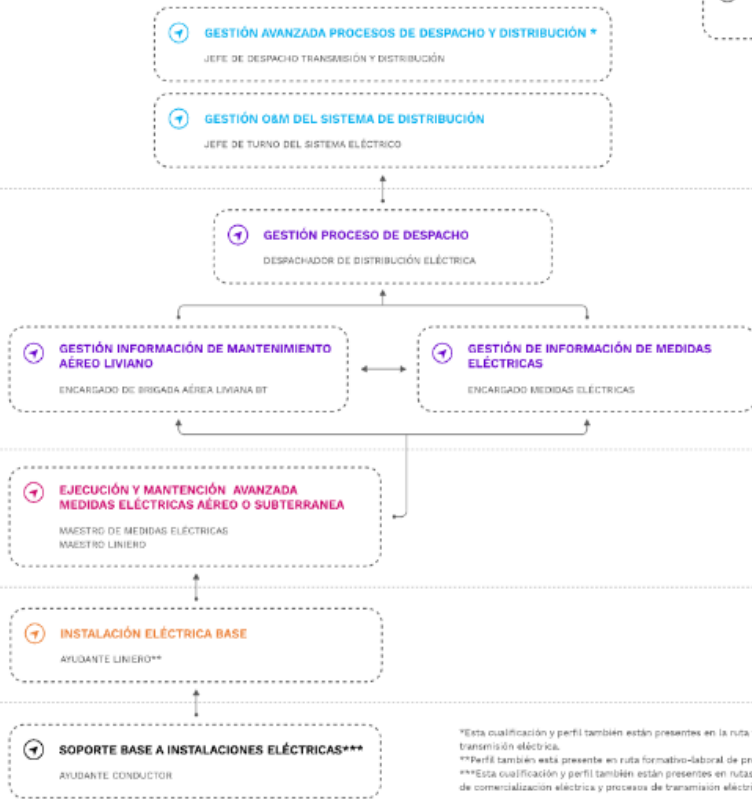 GESTIÓN AVANZADA PROCESOS DE DESPACHO Y DISTRIBUCIÓN *
JEFE DE DESPACHO TRANSMISIÓN Y DISTRIBUCIÓN
GESTIÓN O&M DEL SISTEMA DE DISTRIBUCIÓN
JEFE DE TURNO DEL SISTEMA ELÉCTRICO
GESTIÓN PROCESO DE DESPACHO
DESPACHADOR DE DISTRIBUCIÓN ELÉCTRICA
GESTIÓN INFORMACIÓN DE MANTENIMIENTO
AÉREO LIVIANO
ENCARGADO DE BRIGADA AÉREA LIVIANA BT
GESTIÓN DE INFORMACIÓN DE MEDIDAS
ELÉCTRICAS
ENCARGADO MEDIDAS ELÉCTRICAS
EJECUCIÓN Y MANTENCIÓN AVANZADA
MEDIDAS ELÉCTRICAS AÉREO O SUBTERRANEA
MAESTRO DE MEDIDAS ELÉCTRICAS
MAESTRO LINIERO
INSTALACIÓN ELÉCTRICA BASE
AYUDANTE LINIERO**
SOPORTE BASE A INSTALACIONES ELÉCTRICAS***
AYUDANTE CONDUCTOR
*Esta cualificación y perfil también están presentes en la ruta
transmisión eléctrica.
**Perfil también está presente en ruta formativo-laboral de
***Esta cualificación y perfil también están presentes en rutas
de comercialización eléctrica y procesos de transmisión